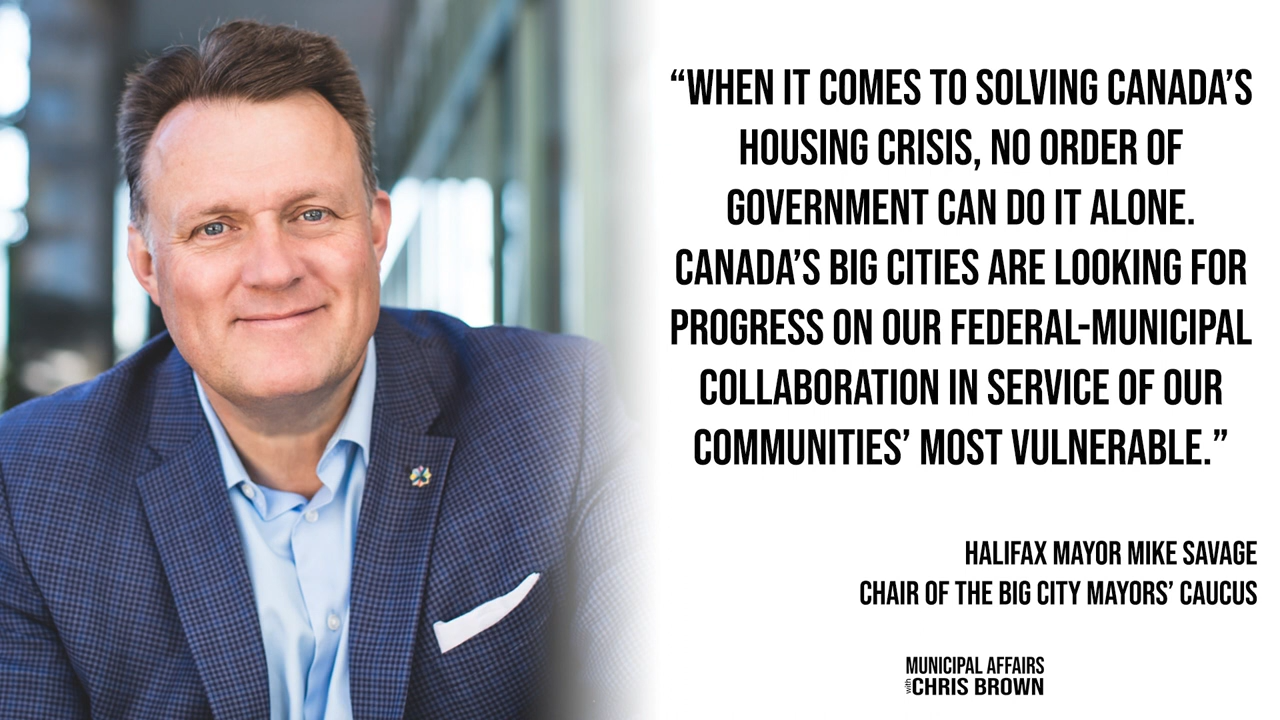 “WHEN IT COMES TO SOLVING CANADA’S
HOUSING CRISIS, NO ORDER OF
GOVERNMENT CAN DO IT ALONE.
CANADA’S BIG CITIES ARE LOOKING FOR
PROGRESS ON OUR FEDERAL-MUNICIPAL
COLLABORATION IN SERVICE OF OUR
COMMUNITIES’ MOST VULNERABLE.”
HALIFAX MAYOR MIKE SAVAGE
CHAIR OF THE BIG CITY MAYORS’ CAUCUS
MUNICIPAL AFFAIRS
with CHRIS BROWN